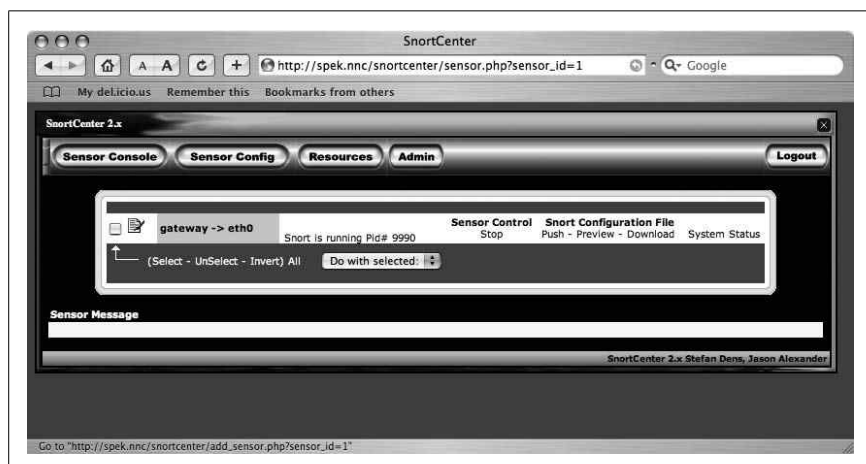 SnortCenter
A A + http://spek.nnc/snortcenter/sensor.php?sensor_id=1 Google
My del.icio.us Remember this Bookmarks from others
SnortCenter 2.x
Sensor Console Sensor Config Resources Admin Logout
gateway -> eth0 Snort is running Pid# 9990 Sensor Control Stop Snort Configuration File Push - Preview - Download System Status
(Select - UnSelect - Invert) All Do with selected:
Sensor Message
SnortCenter 2.x Stefan Dens, Jason Alexander
Go to "http://spek.nnc/snortcenter/add_sensor.php?sensor_id=1"